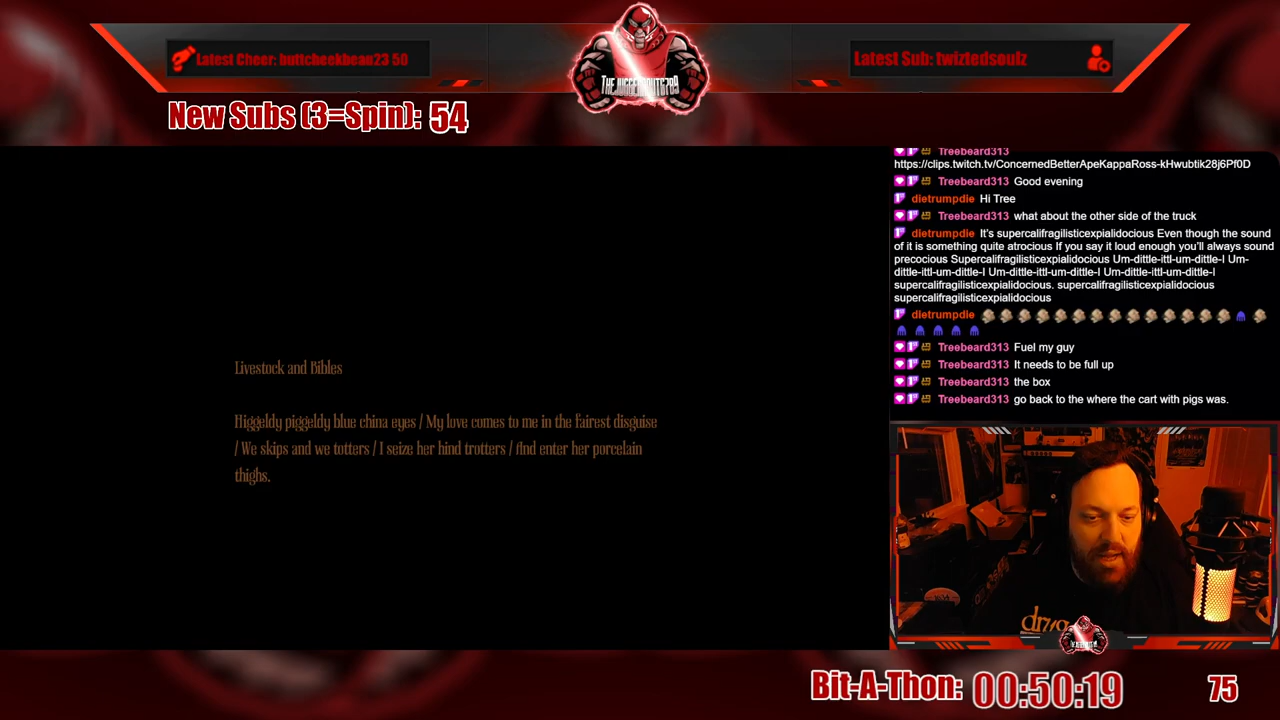 Latest Cheer: buttcheekbeau23 50
Latest Sub: twiztedsoulz
New Subs (3=Spin): 54
Treebeard313
https://clips.twitch.tv/ConcernedBetterApeKappaRoss-kHwubtik28j6Pf0D
Treebeard313 Good evening
dietrumpdie Hi Tree
Treebeard313 what about the other side of the truck
dietrumpdie It's supercalifragilisticexpialidocious Even though the sound
of it is something quite atrocious If you say it loud enough you'll always sound
precocious Supercalifragilisticexpialidocious Um-dittle-ittl-um-dittle-I Um-
dittle-ittl-um-dittle-I Um-dittle-ittl-um-dittle-I Um-dittle-ittl-um-dittle-I
supercalifragilisticexpialidocious. supercalifragilisticexpialidocious
supercalifragilisticexpialidocious
dietrumpdie
Treebeard313 Fuel my guy
Treebeard313 It needs to be full up
Treebeard313 the box
Treebeard313 go back to the where the cart with pigs was.
Livestock and Bibles
Higgeldy piggeldy blue china eyes / My love comes to me in the fairest disguise
/ We skips and we totters / I seize her hind trotters / And enter her porcelain
thighs.
Bit-A-Thon: 00:50:19 75